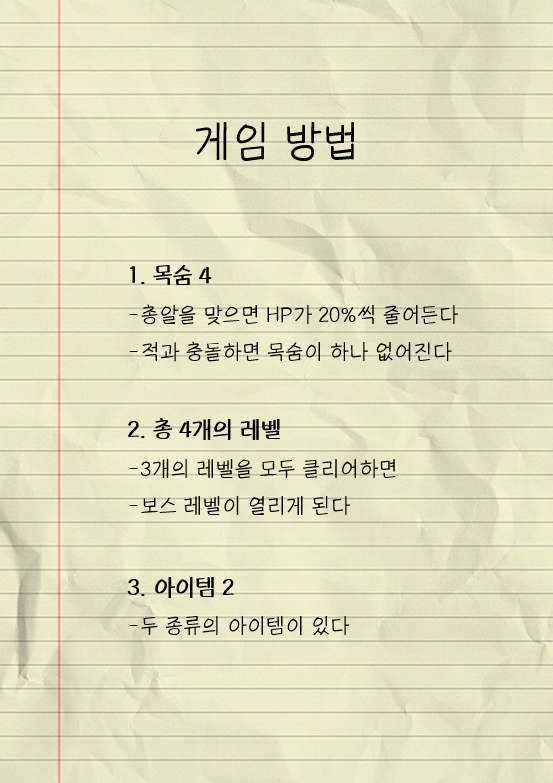 게임 방법
1. 목숨 4
-총알을 맞으면 HP가 20%씩 줄어든다
-적과 충돌하면 목숨이 하나 없어진다
2. 총 4개의 레벨
-3개의 레벨을 모두 클리어하면
-보스 레벨이 열리게 된다
3. 아이템 2
-두 종류의 아이템이 있다